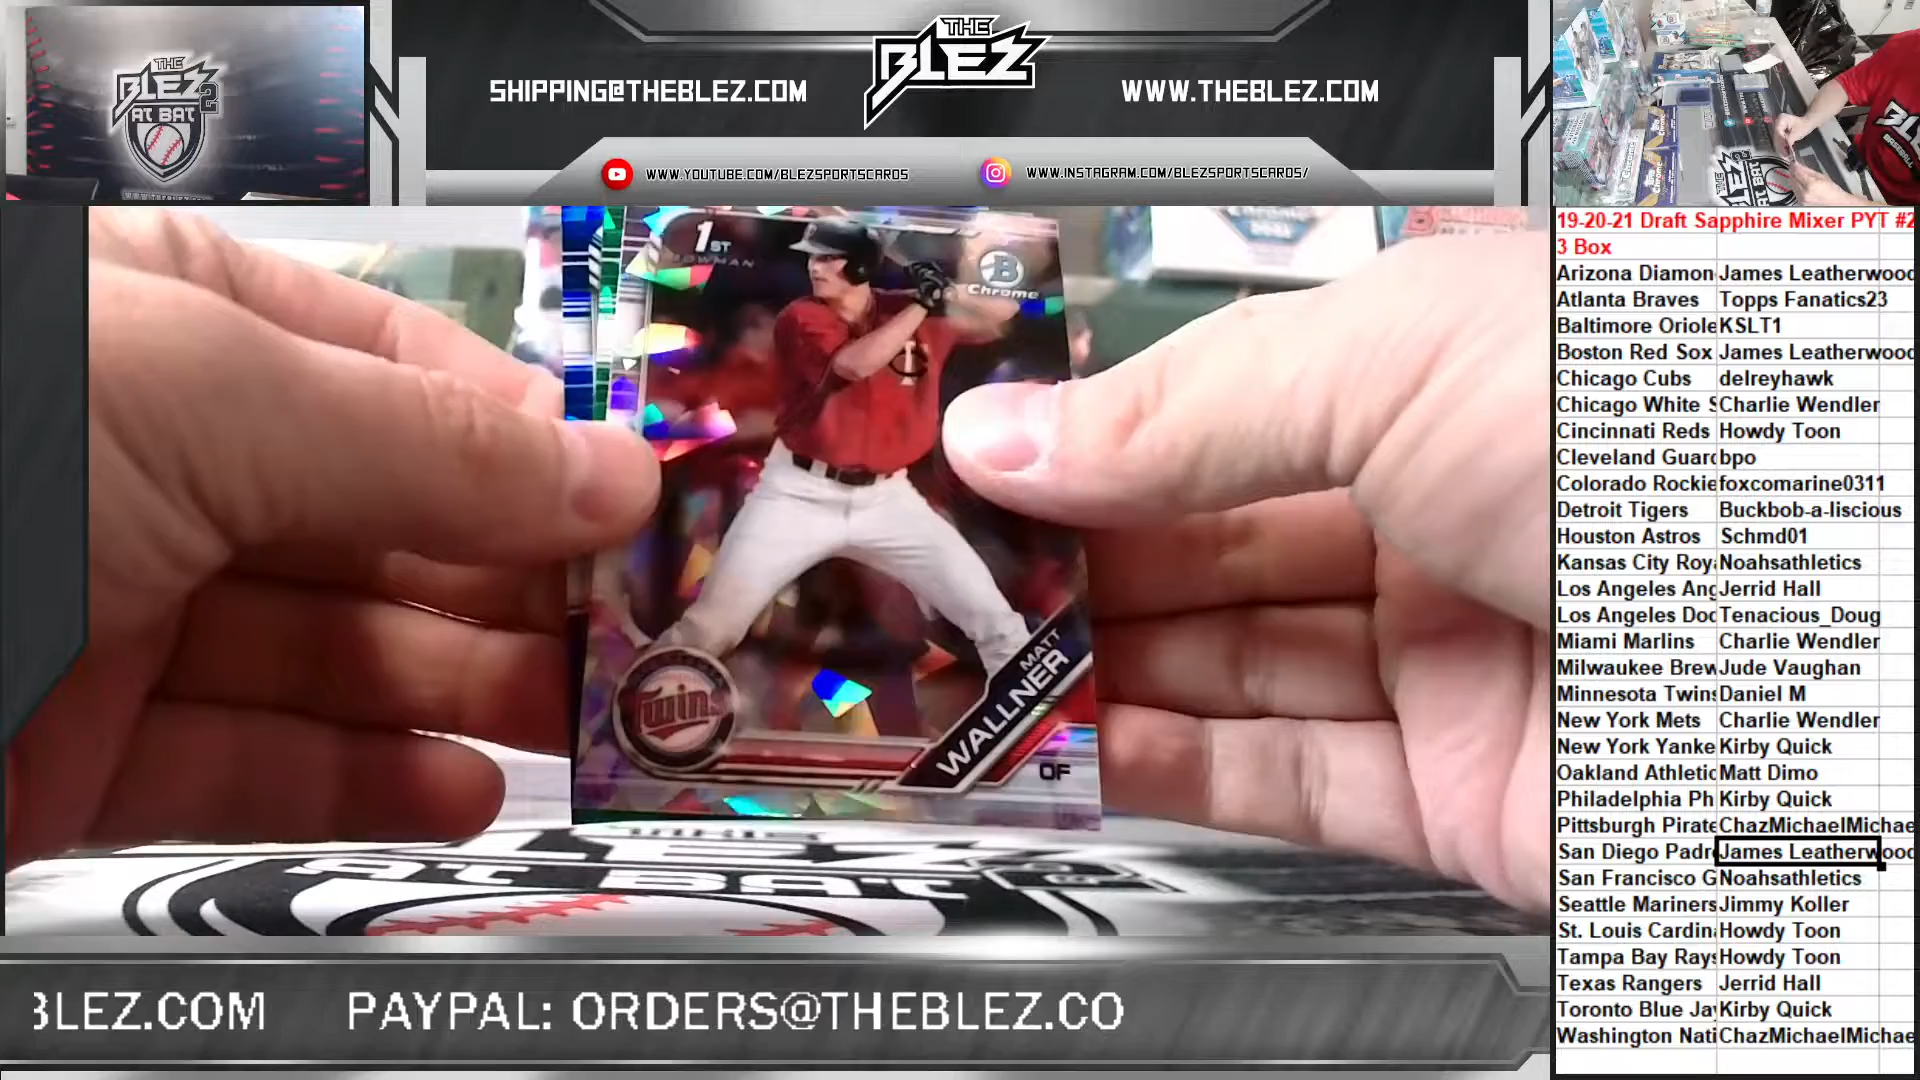 THE
BLEZ 2
AT BAT
SHIPPING@THEBLEZ.COM
THE
BLEZ
WWW.THEBLEZ.COM
WWW.YOUTUBE.COM/BLEZSPORTSCARDS
WWW.INSTAGRAM.COM/BLEZSPORTSCARDS/
1ST
BOWMAN
B
Chrome
Twins
MATT
WALLNER
OF
AT BAT
BLEZ.COM PAYPAL: ORDERS@THEBLEZ.CO
19-20-21 Draft Sapphire Mixer PYT #2
3 Box
Arizona Diamon James Leatherwood
Atlanta Braves Topps Fanatics23
Baltimore Oriole KSLT1
Boston Red Sox James Leatherwood
Chicago Cubs delreyhawk
Chicago White S Charlie Wendler
Cincinnati Reds Howdy Toon
Cleveland Guard bpo
Colorado Rockie foxcomarine0311
Detroit Tigers Buckbob-a-liscious
Houston Astros Schmd01
Kansas City Roya Noahsathletics
Los Angeles Ang Jerrid Hall
Los Angeles Dod Tenacious_Doug
Miami Marlins Charlie Wendler
Milwaukee Brew Jude Vaughan
Minnesota Twins Daniel M
New York Mets Charlie Wendler
New York Yanke Kirby Quick
Oakland Athletic Matt Dimo
Philadelphia Ph Kirby Quick
Pittsburgh Pirate ChazMichaelMichae
San Diego Padre James Leatherwood
San Francisco G Noahsathletics
Seattle Mariners Jimmy Koller
St. Louis Cardina Howdy Toon
Tampa Bay Rays Howdy Toon
Texas Rangers Jerrid Hall
Toronto Blue Jay Kirby Quick
Washington Nati ChazMichaelMichae